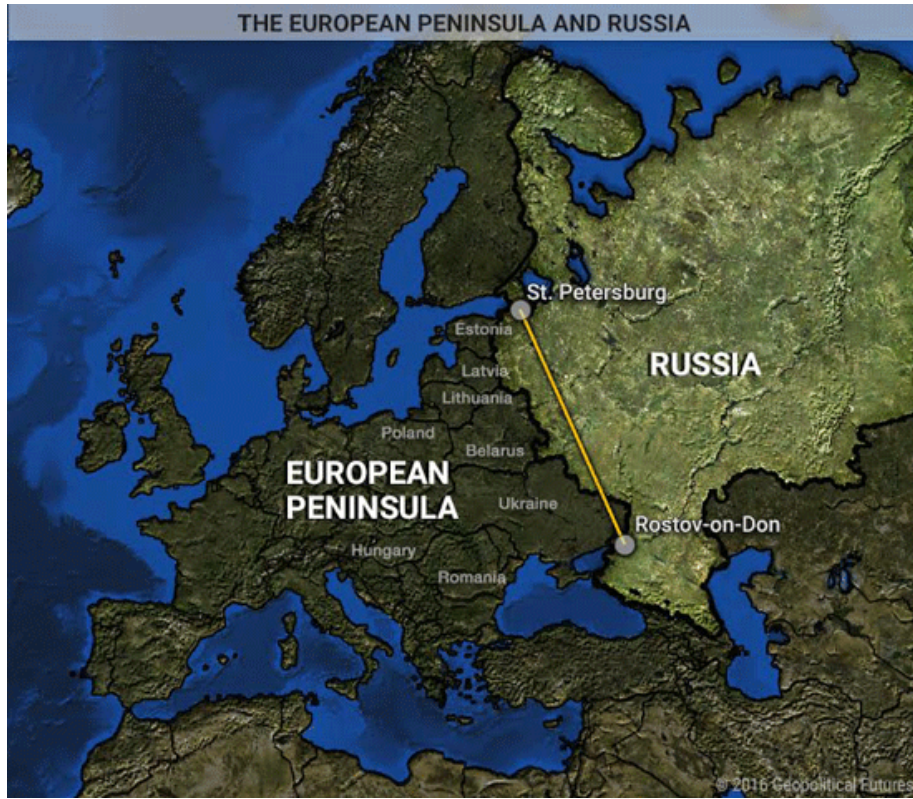 THE EUROPEAN PENINSULA AND RUSSIA
St. Petersburg
Estonia
RUSSIA
Latvia
Lithuania
Poland
Belarus
EUROPEAN
PENINSULA
Ukraine
Rostov-on-Don
Hungary
Romania
© 2016 Geopolitical Futures